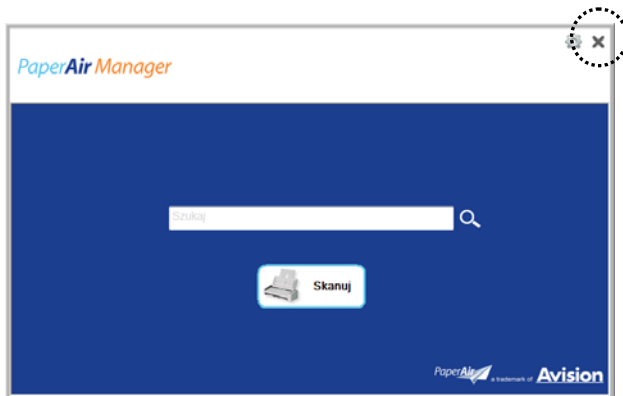 PaperAir Manager
Szukaj
Skanuj
PaperAir a trademark of Avision